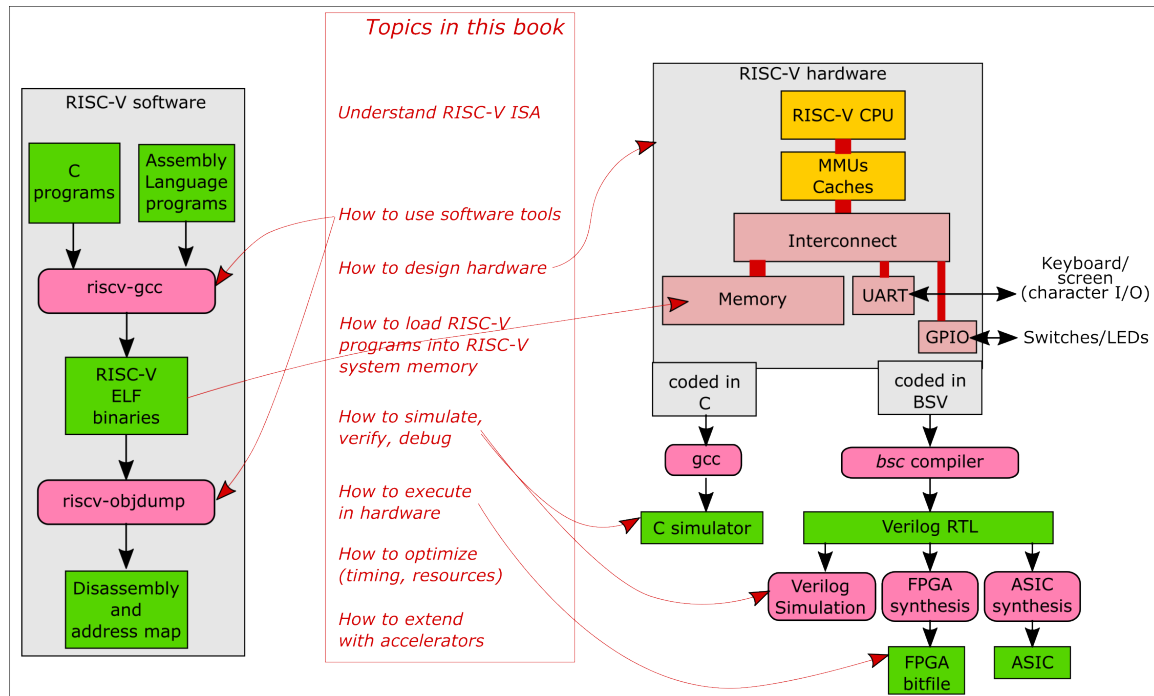 Topics in this book
Understand RISC-V ISA
How to use software tools
How to design hardware
How to load RISC-V
programs into RISC-V
system memory
How to simulate,
verify, debug
How to execute
in hardware
How to optimize
(timing, resources)
How to extend
with accelerators
RISC-V software
C
programs
Assembly
Language
programs
riscv-gcc
RISC-V
ELF
binaries
riscv-objdump
Disassembly
and
address map
RISC-V hardware
RISC-V CPU
MMUs
Caches
Interconnect
Memory
UART
GPIO
Keyboard/
screen
(character I/O)
Switches/LEDs
coded in
C
coded in
BSV
gcc
bsc compiler
C simulator
Verilog RTL
Verilog
Simulation
FPGA
synthesis
ASIC
synthesis
FPGA
bitfile
ASIC